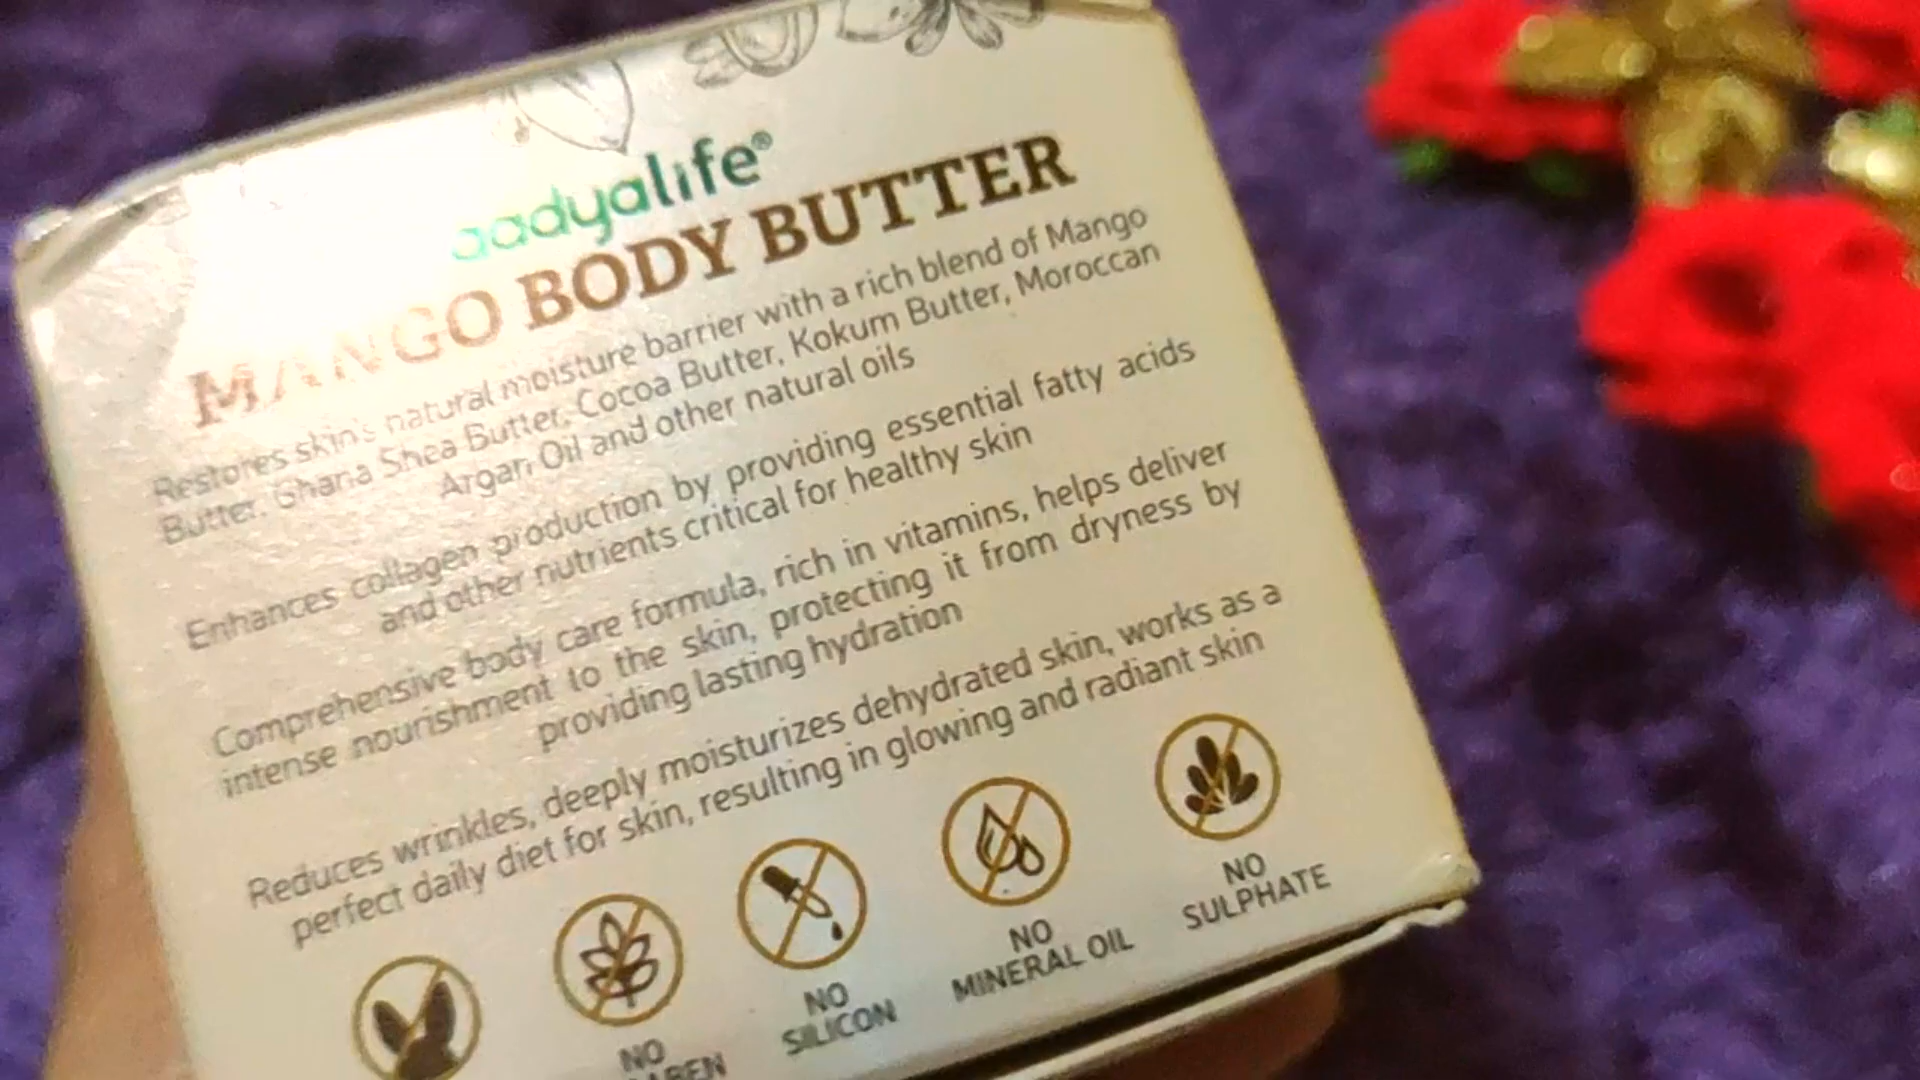 aadyalife®
MANGO BODY BUTTER
Restores skin's natural moisture barrier with a rich blend of Mango
Butter, Ghana Shea Butter, Cocoa Butter, Kokum Butter, Moroccan
Argan Oil and other natural oils
Enhances collagen production by providing essential fatty acids
and other nutrients critical for healthy skin
Comprehensive body care formula, rich in vitamins, helps deliver
intense nourishment to the skin, protecting it from dryness by
providing lasting hydration
Reduces wrinkles, deeply moisturizes dehydrated skin, works as a
perfect daily diet for skin, resulting in glowing and radiant skin
NO
NO
SILICON
NO
MINERAL OIL
NO
SULPHATE